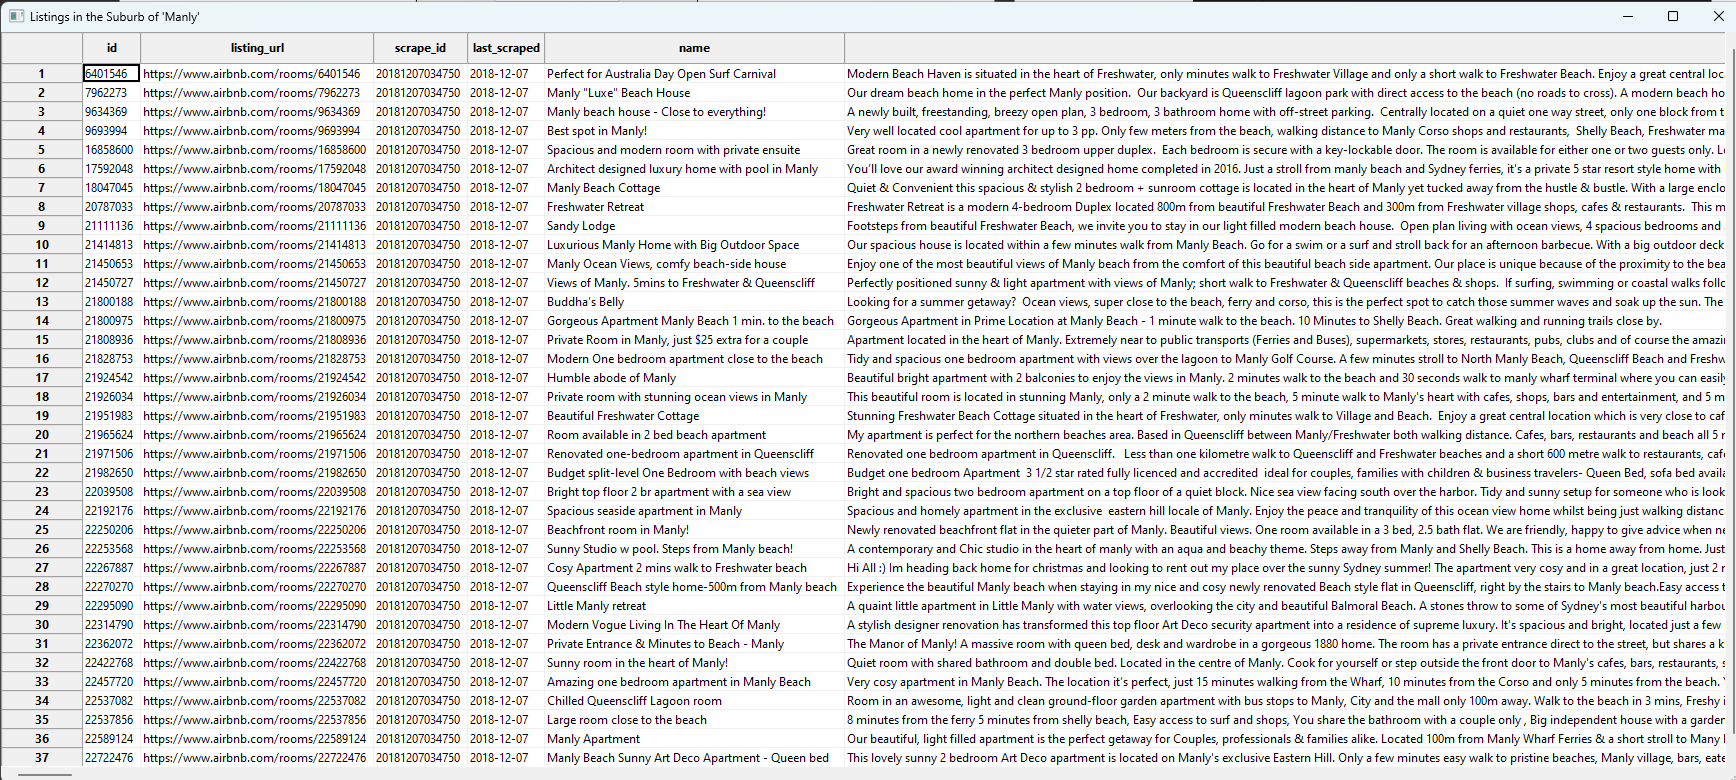 Listings in the Suburb of 'Manly'
id listing_url scrape_id last_scraped name
1 6401546 https://www.airbnb.com/rooms/6401546 20181207034750 2018-12-07 Perfect for Australia Day Open Surf Carnival Modern Beach Haven is situated in the heart of Freshwater, only minutes walk to Freshwater Village and only a short walk to Freshwater Beach. Enjoy a great central loc
2 7962273 https://www.airbnb.com/rooms/7962273 20181207034750 2018-12-07 Manly "Luxe" Beach House Our dream beach home in the perfect Manly position. Our backyard is Queenscliff lagoon park with direct access to the beach (no roads to cross). A modern beach ho
3 9634369 https://www.airbnb.com/rooms/9634369 20181207034750 2018-12-07 Manly beach house - Close to everything! A newly built, freestanding, breezy open plan, 3 bedroom, 3 bathroom home with off-street parking. Centrally located on a quiet one way street, only one block from t
4 9693994 https://www.airbnb.com/rooms/9693994 20181207034750 2018-12-07 Best spot in Manly! Very well located cool apartment for up to 3 pp. Only few meters from the beach, walking distance to Manly Corso shops and restaurants, Shelly Beach, Freshwater ma
5 16858600 https://www.airbnb.com/rooms/16858600 20181207034750 2018-12-07 Spacious and modern room with private ensuite Great room in a newly renovated 3 bedroom upper duplex. Each bedroom is secure with a key-lockable door. The room is available for either one or two guests only. L
6 17592048 https://www.airbnb.com/rooms/17592048 20181207034750 2018-12-07 Architect designed luxury home with pool in Manly You'll love our award winning architect designed home completed in 2016. Just a stroll from manly beach and Sydney ferries, it's a private 5 star resort style home with
7 18047045 https://www.airbnb.com/rooms/18047045 20181207034750 2018-12-07 Manly Beach Cottage Quiet & Convenient this spacious & stylish 2 bedroom + sunroom cottage is located in the heart of Manly yet tucked away from the hustle & bustle. With a large enclo
8 20787033 https://www.airbnb.com/rooms/20787033 20181207034750 2018-12-07 Freshwater Retreat Freshwater Retreat is a modern 4-bedroom Duplex located 800m from beautiful Freshwater Beach and 300m from Freshwater village shops, cafes & restaurants. This m
9 21111136 https://www.airbnb.com/rooms/21111136 20181207034750 2018-12-07 Sandy Lodge Footsteps from beautiful Freshwater Beach, we invite you to stay in our light filled modern beach house. Open plan living with ocean views, 4 spacious bedrooms and
10 21414813 https://www.airbnb.com/rooms/21414813 20181207034750 2018-12-07 Luxurious Manly Home with Big Outdoor Space Our spacious house is located within a few minutes walk from Manly Beach. Go for a swim or a surf and stroll back for an afternoon barbecue. With a big outdoor deck
11 21450653 https://www.airbnb.com/rooms/21450653 20181207034750 2018-12-07 Manly Ocean Views, comfy beach-side house Enjoy one of the most beautiful views of Manly beach from the comfort of this beautiful beach side apartment. Our place is unique because of the proximity to the bea
12 21450727 https://www.airbnb.com/rooms/21450727 20181207034750 2018-12-07 Views of Manly. 5mins to Freshwater & Queenscliff Perfectly positioned sunny & light apartment with views of Manly; short walk to Freshwater & Queenscliff beaches & shops. If surfing, swimming or coastal walks follo
13 21800188 https://www.airbnb.com/rooms/21800188 20181207034750 2018-12-07 Buddha's Belly Looking for a summer getaway? Ocean views, super close to the beach, ferry and corso, this is the perfect spot to catch those summer waves and soak up the sun. The
14 21800975 https://www.airbnb.com/rooms/21800975 20181207034750 2018-12-07 Gorgeous Apartment Manly Beach 1 min. to the beach Gorgeous Apartment in Prime Location at Manly Beach - 1 minute walk to the beach. 10 Minutes to Shelly Beach. Great walking and running trails close by.
15 21808936 https://www.airbnb.com/rooms/21808936 20181207034750 2018-12-07 Private Room in Manly, just $25 extra for a couple Apartment located in the heart of Manly. Extremely near to public transports (Ferries and Buses), supermarkets, stores, restaurants, pubs, clubs and of course the amazi
16 21828753 https://www.airbnb.com/rooms/21828753 20181207034750 2018-12-07 Modern One bedroom apartment close to the beach Tidy and spacious one bedroom apartment with views over the lagoon to Manly Golf Course. A few minutes stroll to North Manly Beach, Queenscliff Beach and Freshw
17 21924542 https://www.airbnb.com/rooms/21924542 20181207034750 2018-12-07 Humble abode of Manly Beautiful bright apartment with 2 balconies to enjoy the views in Manly. 2 minutes walk to the beach and 30 seconds walk to manly wharf terminal where you can easily
18 21926034 https://www.airbnb.com/rooms/21926034 20181207034750 2018-12-07 Private room with stunning ocean views in Manly This beautiful room is located in stunning Manly, only a 2 minute walk to the beach, 5 minute walk to Manly's heart with cafes, shops, bars and entertainment, and 5 m
19 21951983 https://www.airbnb.com/rooms/21951983 20181207034750 2018-12-07 Beautiful Freshwater Cottage Stunning Freshwater Beach Cottage situated in the heart of Freshwater, only minutes walk to Village and Beach. Enjoy a great central location which is very close to caf
20 21965624 https://www.airbnb.com/rooms/21965624 20181207034750 2018-12-07 Room available in 2 bed beach apartment My apartment is perfect for the northern beaches area. Based in Queenscliff between Manly/Freshwater both walking distance. Cafes, bars, restaurants and beach all 5 r
21 21971506 https://www.airbnb.com/rooms/21971506 20181207034750 2018-12-07 Renovated one-bedroom apartment in Queenscliff Renovated one bedroom apartment in Queenscliff. Less than one kilometre walk to Queenscliff and Freshwater beaches and a short 600 metre walk to restaurants, cafe
22 21982650 https://www.airbnb.com/rooms/21982650 20181207034750 2018-12-07 Budget split-level One Bedroom with beach views Budget one bedroom Apartment 3 1/2 star rated fully licenced and accredited ideal for couples, families with children & business travelers- Queen Bed, sofa bed availa
23 22039508 https://www.airbnb.com/rooms/22039508 20181207034750 2018-12-07 Bright top floor 2 br apartment with a sea view Bright and spacious two bedroom apartment on a top floor of a quiet block. Nice sea view facing south over the harbor. Tidy and sunny setup for someone who is look
24 22192176 https://www.airbnb.com/rooms/22192176 20181207034750 2018-12-07 Spacious seaside apartment in Manly Spacious and homely apartment in the exclusive eastern hill locale of Manly. Enjoy the peace and tranquility of this ocean view home whilst being just walking distanc
25 22250206 https://www.airbnb.com/rooms/22250206 20181207034750 2018-12-07 Beachfront room in Manly! Newly renovated beachfront flat in the quieter part of Manly. Beautiful views. One room available in a 3 bed, 2.5 bath flat. We are friendly, happy to give advice when ne
26 22253568 https://www.airbnb.com/rooms/22253568 20181207034750 2018-12-07 Sunny Studio w pool. Steps from Manly beach! A contemporary and Chic studio in the heart of manly with an aqua and beachy theme. Steps away from Manly and Shelly Beach. This is a home away from home. Just
27 22267887 https://www.airbnb.com/rooms/22267887 20181207034750 2018-12-07 Cosy Apartment 2 mins walk to Freshwater beach Hi All :) Im heading back home for christmas and looking to rent out my place over the sunny Sydney summer! The apartment very cosy and in a great location, just 2 r
28 22270270 https://www.airbnb.com/rooms/22270270 20181207034750 2018-12-07 Queenscliff Beach style home-500m from Manly beach Experience the beautiful Manly beach when staying in my nice and cosy newly renovated Beach style flat in Queenscliff, right by the stairs to Manly beach.Easy access t
29 22295090 https://www.airbnb.com/rooms/22295090 20181207034750 2018-12-07 Little Manly retreat A quaint little apartment in Little Manly with water views, overlooking the city and beautiful Balmoral Beach. A stones throw to some of Sydney's most beautiful harbou
30 22314790 https://www.airbnb.com/rooms/22314790 20181207034750 2018-12-07 Modern Vogue Living In The Heart Of Manly A stylish designer renovation has transformed this top floor Art Deco security apartment into a residence of supreme luxury. It's spacious and bright, located just a few
31 22362072 https://www.airbnb.com/rooms/22362072 20181207034750 2018-12-07 Private Entrance & Minutes to Beach - Manly The Manor of Manly! A massive room with queen bed, desk and wardrobe in a gorgeous 1880 home. The room has a private entrance direct to the street, but shares a k
32 22422768 https://www.airbnb.com/rooms/22422768 20181207034750 2018-12-07 Sunny room in the heart of Manly! Quiet room with shared bathroom and double bed. Located in the centre of Manly. Cook for yourself or step outside the front door to Manly's cafes, bars, restaurants, s
33 22457720 https://www.airbnb.com/rooms/22457720 20181207034750 2018-12-07 Amazing one bedroom apartment in Manly Beach Very cosy apartment in Manly Beach. The location it's perfect, just 15 minutes walking from the Wharf, 10 minutes from the Corso and only 5 minutes from the beach. Y
34 22537082 https://www.airbnb.com/rooms/22537082 20181207034750 2018-12-07 Chilled Queenscliff Lagoon room Room in an awesome, light and clean ground-floor garden apartment with bus stops to Manly, City and the mall only 100m away. Walk to the beach in 3 mins, Freshy i
35 22537856 https://www.airbnb.com/rooms/22537856 20181207034750 2018-12-07 Large room close to the beach 8 minutes from the ferry 5 minutes from shelly beach, Easy access to surf and shops, You share the bathroom with a couple only , Big independent house with a garden
36 22589124 https://www.airbnb.com/rooms/22589124 20181207034750 2018-12-07 Manly Apartment Our beautiful, light filled apartment is the perfect getaway for Couples, professionals & families alike. Located 100m from Manly Wharf Ferries & a short stroll to Many l
37 22722476 https://www.airbnb.com/rooms/22722476 20181207034750 2018-12-07 Manly Beach Sunny Art Deco Apartment - Queen bed This lovely sunny 2 bedroom Art Deco apartment is located on Manly's exclusive Eastern Hill. Only a few minutes easy walk to pristine beaches, Manly village, bars, eate